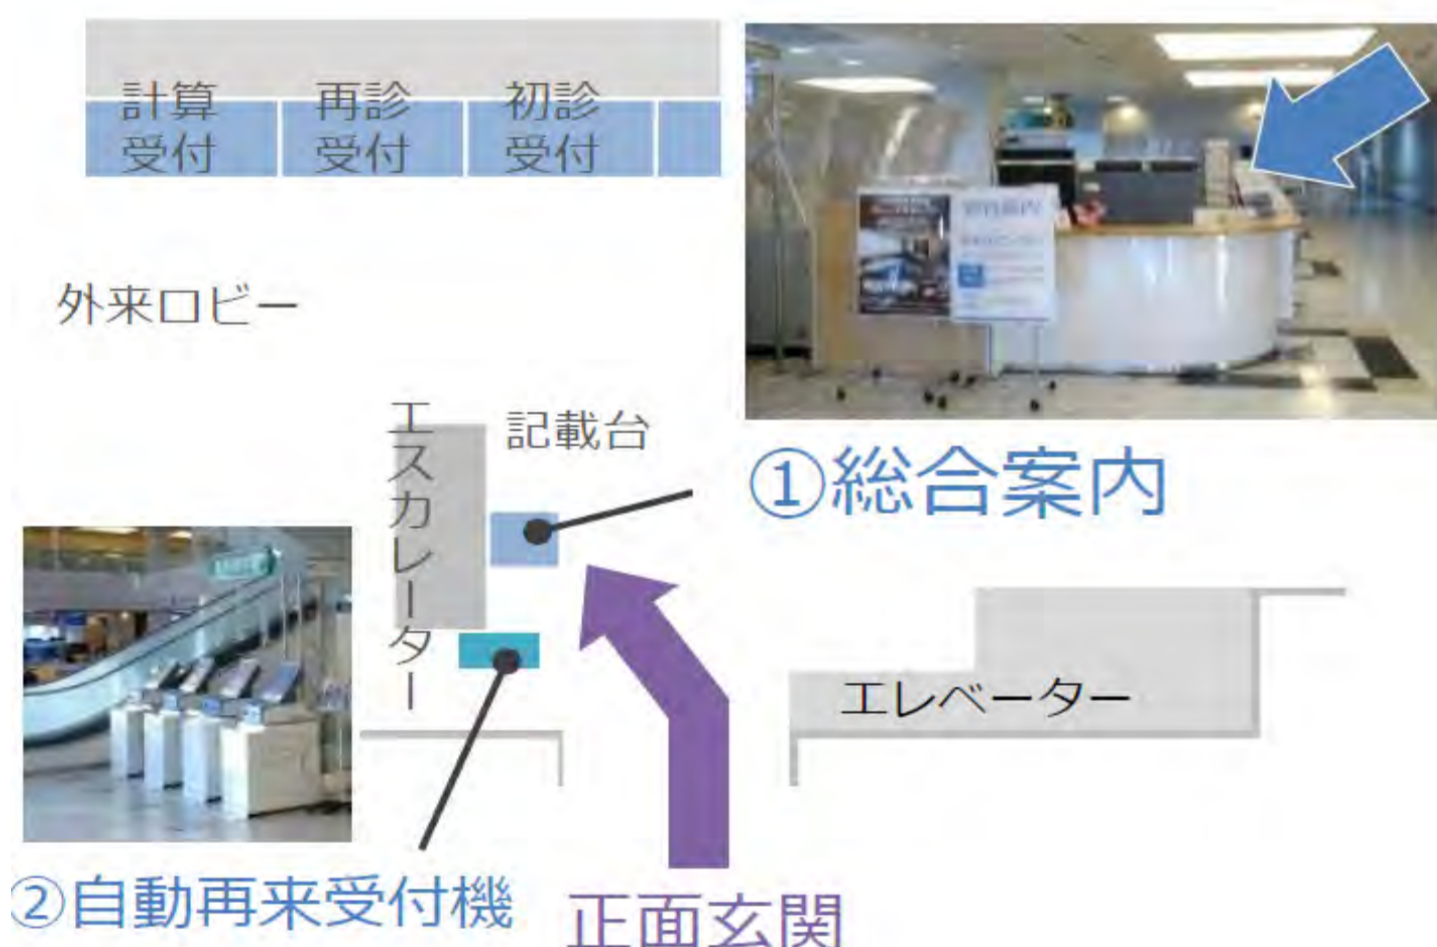 計算
受付
再診
受付
初診
受付
外来ロビー
エスカレーター
記載台
①総合案内
エレベーター
②自動再来受付機
正面玄関